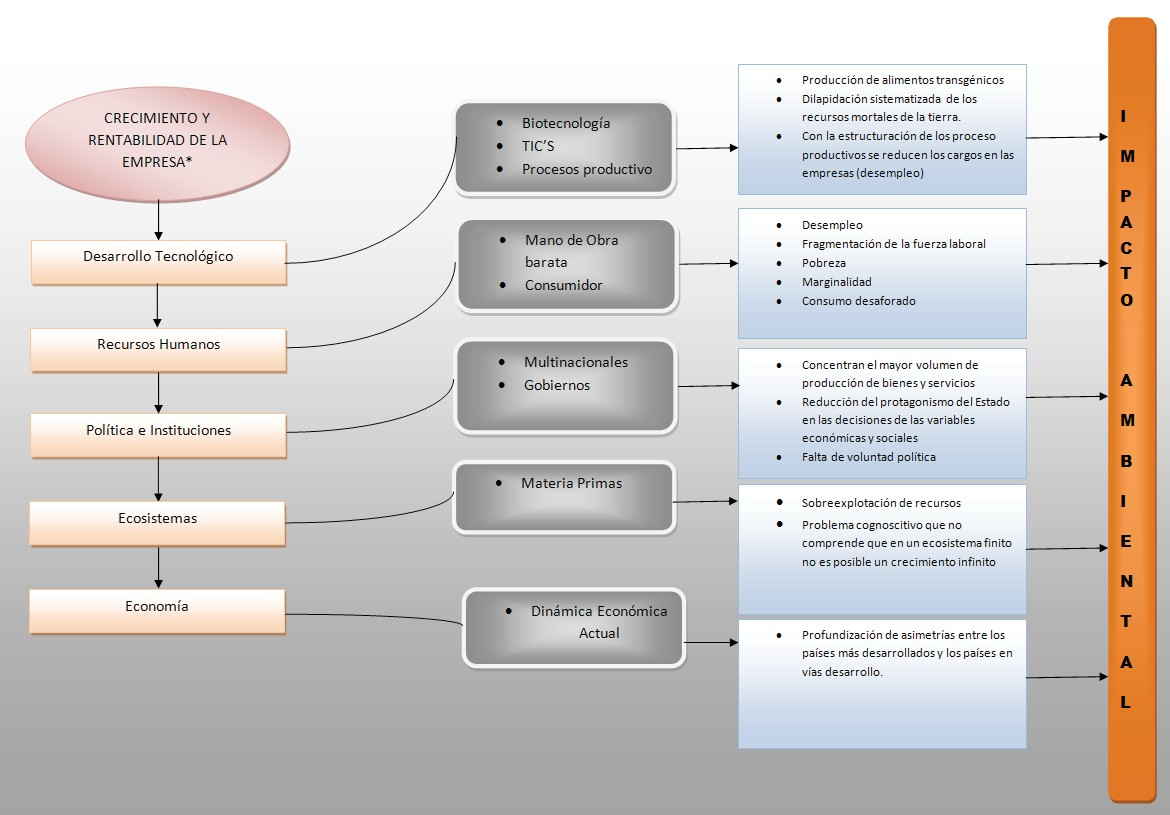 CRECIMIENTO Y
RENTABILIDAD DE LA
EMPRESA*
Desarrollo Tecnológico
Recursos Humanos
Política e Instituciones
Ecosistemas
Economía
• Biotecnología
• TIC'S
• Procesos productivo
• Mano de Obra
barata
• Consumidor
• Multinacionales
• Gobiernos
• Materia Primas
• Dinámica Económica
Actual
• Producción de alimentos transgénicos
• Dilapidación sistematizada de los
recursos mortales de la tierra.
• Con la estructuración de los proceso
productivos se reducen los cargos en las
empresas (desempleo)
• Desempleo
• Fragmentación de la fuerza laboral
• Pobreza
• Marginalidad
• Consumo desaforado
• Concentran el mayor volumen de
producción de bienes y servicios
• Reducción del protagonismo del Estado
en las decisiones de las variables
económicas y sociales
• Falta de voluntad política
• Sobreexplotación de recursos
• Problema cognoscitivo que no
comprende que en un ecosistema finito
no es posible un crecimiento infinito
• Profundización de asimetrías entre los
países más desarrollados y los países en
vías desarrollo.
IMPACTO AMBIENTAL